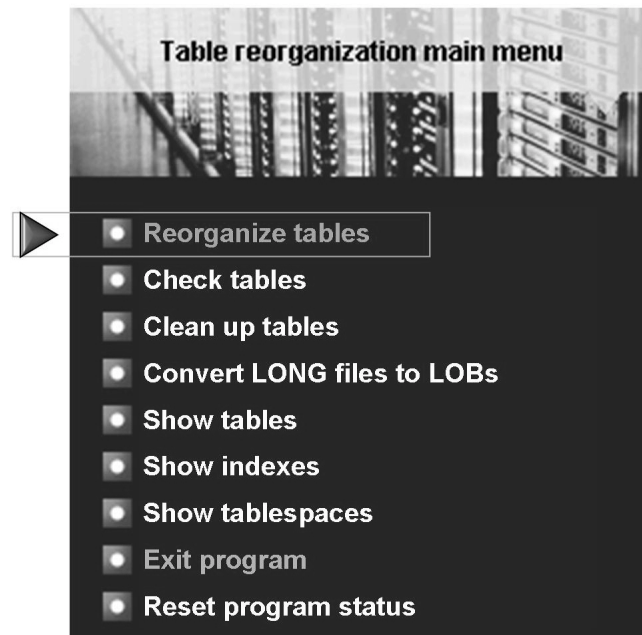 Table reorganization main menu
Reorganize tables
Check tables
Clean up tables
Convert LONG files to LOBs
Show tables
Show indexes
Show tablespaces
Exit program
Reset program status